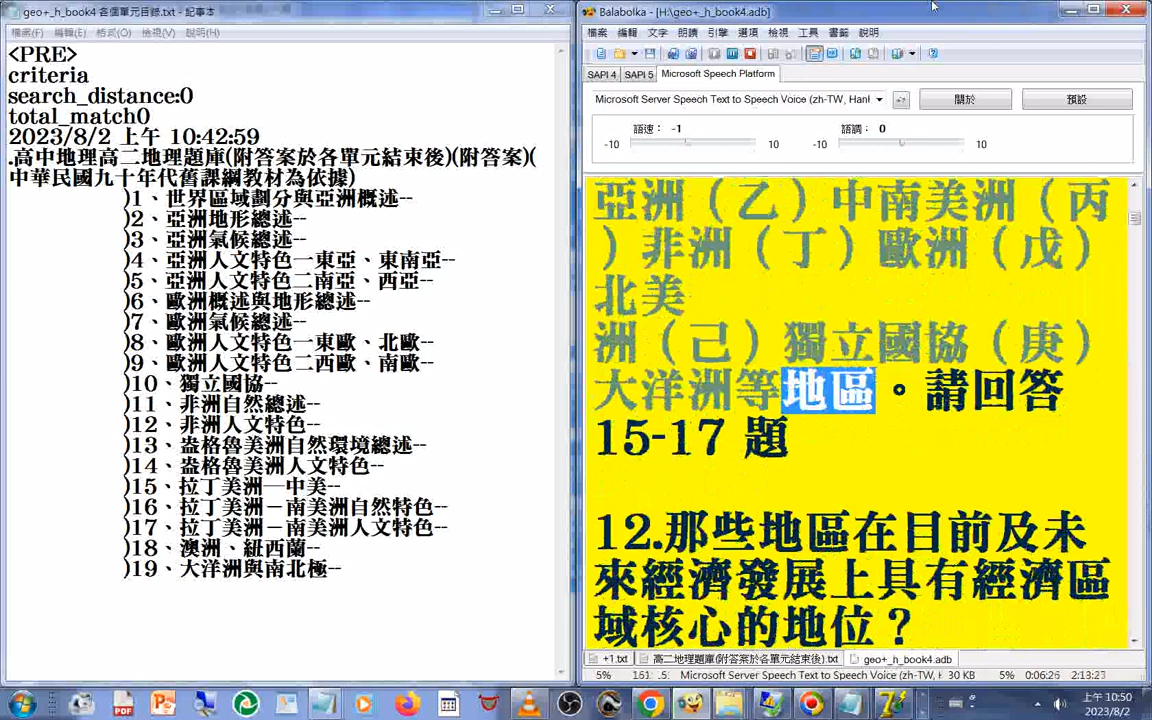 geo+_h_book4 各個單元目錄.txt - 記事本
檔案(F) 編輯(E) 格式(O) 檢視(V) 說明(H)
<PRE>
criteria
search_distance:0
total_match0
2023/8/2 上午 10:42:59
.高中地理高二地理題庫(附答案於各單元結束後)(附答案)(
中華民國九十年代舊課綱教材為依據)
)1、世界區域劃分與亞洲概述--
)2、亞洲地形總述--
)3、亞洲氣候總述--
)4、亞洲人文特色一東亞、東南亞--
)5、亞洲人文特色二南亞、西亞--
)6、歐洲概述與地形總述--
)7、歐洲氣候總述--
)8、歐洲人文特色一東歐、北歐--
)9、歐洲人文特色二西歐、南歐--
)10、獨立國協--
)11、非洲自然總述--
)12、非洲人文特色--
)13、盎格魯美洲自然環境總述--
)14、盎格魯美洲人文特色--
)15、拉丁美洲─中美--
)16、拉丁美洲－南美洲自然特色--
)17、拉丁美洲－南美洲人文特色--
)18、澳洲、紐西蘭--
)19、大洋洲與南北極--
Balabolka - [H:\geo+_h_book4.adb]
檔案 編輯 文字 朗讀 引擎 選項 檢視 工具 書籤 說明
SAPI 4 SAPI 5 Microsoft Speech Platform
Microsoft Server Speech Text to Speech Voice (zh-TW, Han
關於 預設
語速： -1 語調： 0
-10 10 -10 10
亞洲（乙）中南美洲（丙
）非洲（丁）歐洲（戊）
北美
洲（己）獨立國協（庚）
大洋洲等地區。請回答
15-17 題
12.那些地區在目前及未
來經濟發展上具有經濟區
域核心的地位？
+1.txt 高二地理題庫(附答案於各單元結束後).txt geo+_h_book4.adb
5% Microsoft Server Speech Text to Speech Voice (zh-TW, 30 KB 5% 0:06:26 2:13:23
上午 10:50
2023/8/2